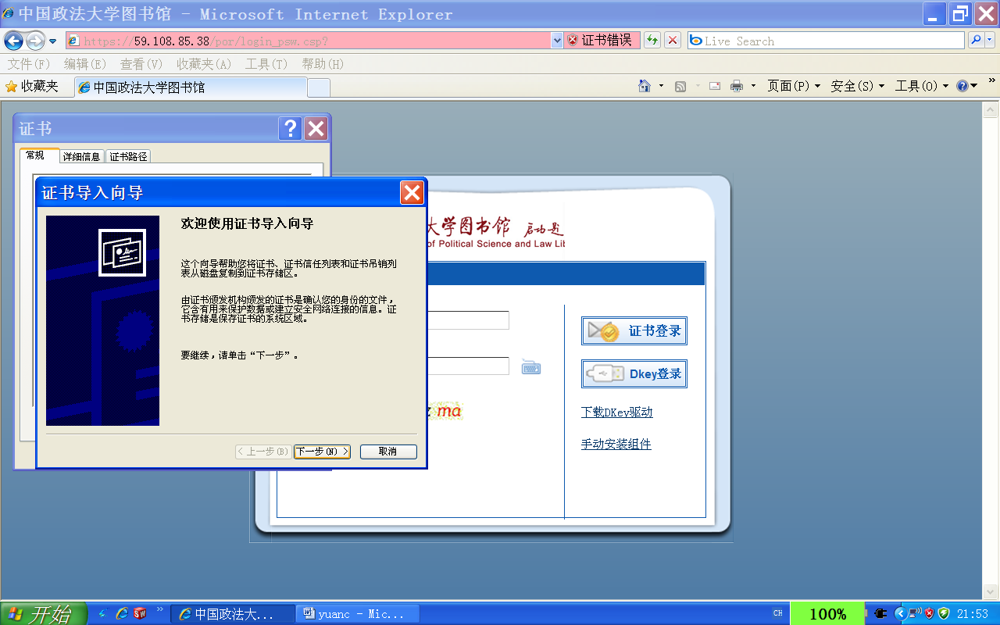 中国政法大学图书馆 - Microsoft Internet Explorer
https://59.108.85.38/por/login_psw.csp?
证书错误
Live Search
文件(F) 编辑(E) 查看(V) 收藏夹(A) 工具(T) 帮助(H)
收藏夹
中国政法大学图书馆
页面(P) 安全(S) 工具(O) »
证书
常规 详细信息 证书路径
证书导入向导
欢迎使用证书导入向导
这个向导帮助您将证书、证书信任列表和证书吊销列
表从磁盘复制到证书存储区。
由证书颁发机构颁发的证书是确认您的身份的文件，
它含有用来保护数据或建立安全网络连接的信息。证
书存储是保存证书的系统区域。
要继续，请单击“下一步”。
< 上一步(B) 下一步(N) > 取消
大学图书馆 启功题
of Political Science and Law Lib
证书登录
Dkey登录
ma
下载DKey驱动
手动安装组件
开始
SW
»
中国政法大...
yuanc - Mic...
CH
100%
21:53